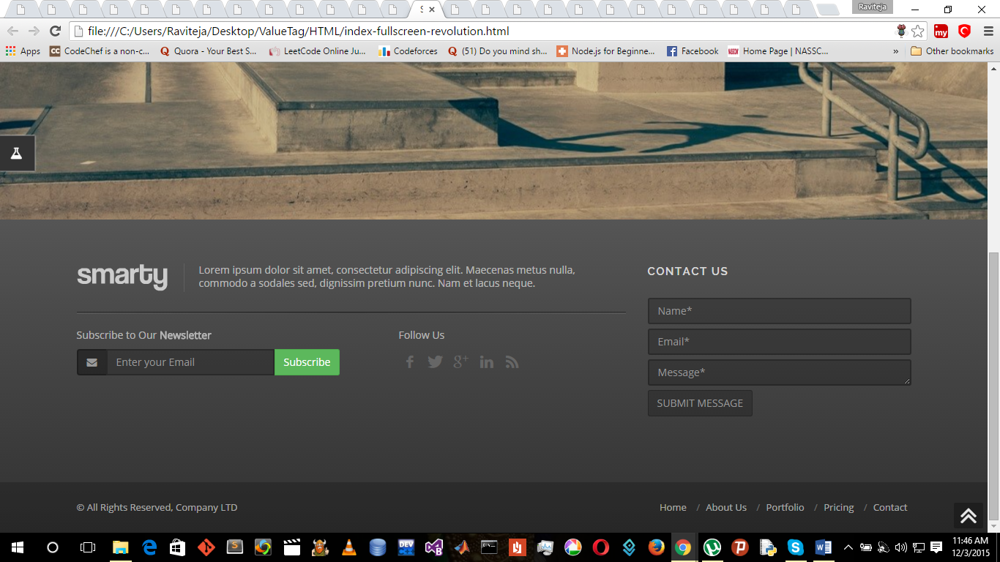 S
Raviteja
file:///C:/Users/Raviteja/Desktop/ValueTag/HTML/index-fullscreen-revolution.html
Apps
CodeChef is a non-c...
Quora - Your Best S...
LeetCode Online Ju...
Codeforces
(51) Do you mind sh...
Node.js for Beginne...
Facebook
Home Page | NASSC...
»
Other bookmarks
smarty
Lorem ipsum dolor sit amet, consectetur adipiscing elit. Maecenas metus nulla,
commodo a sodales sed, dignissim pretium nunc. Nam et lacus neque.
Subscribe to Our Newsletter
Enter your Email
Subscribe
Follow Us
CONTACT US
Name*
Email*
Message*
SUBMIT MESSAGE
© All Rights Reserved, Company LTD
Home / About Us / Portfolio / Pricing / Contact
11:46 AM
12/3/2015